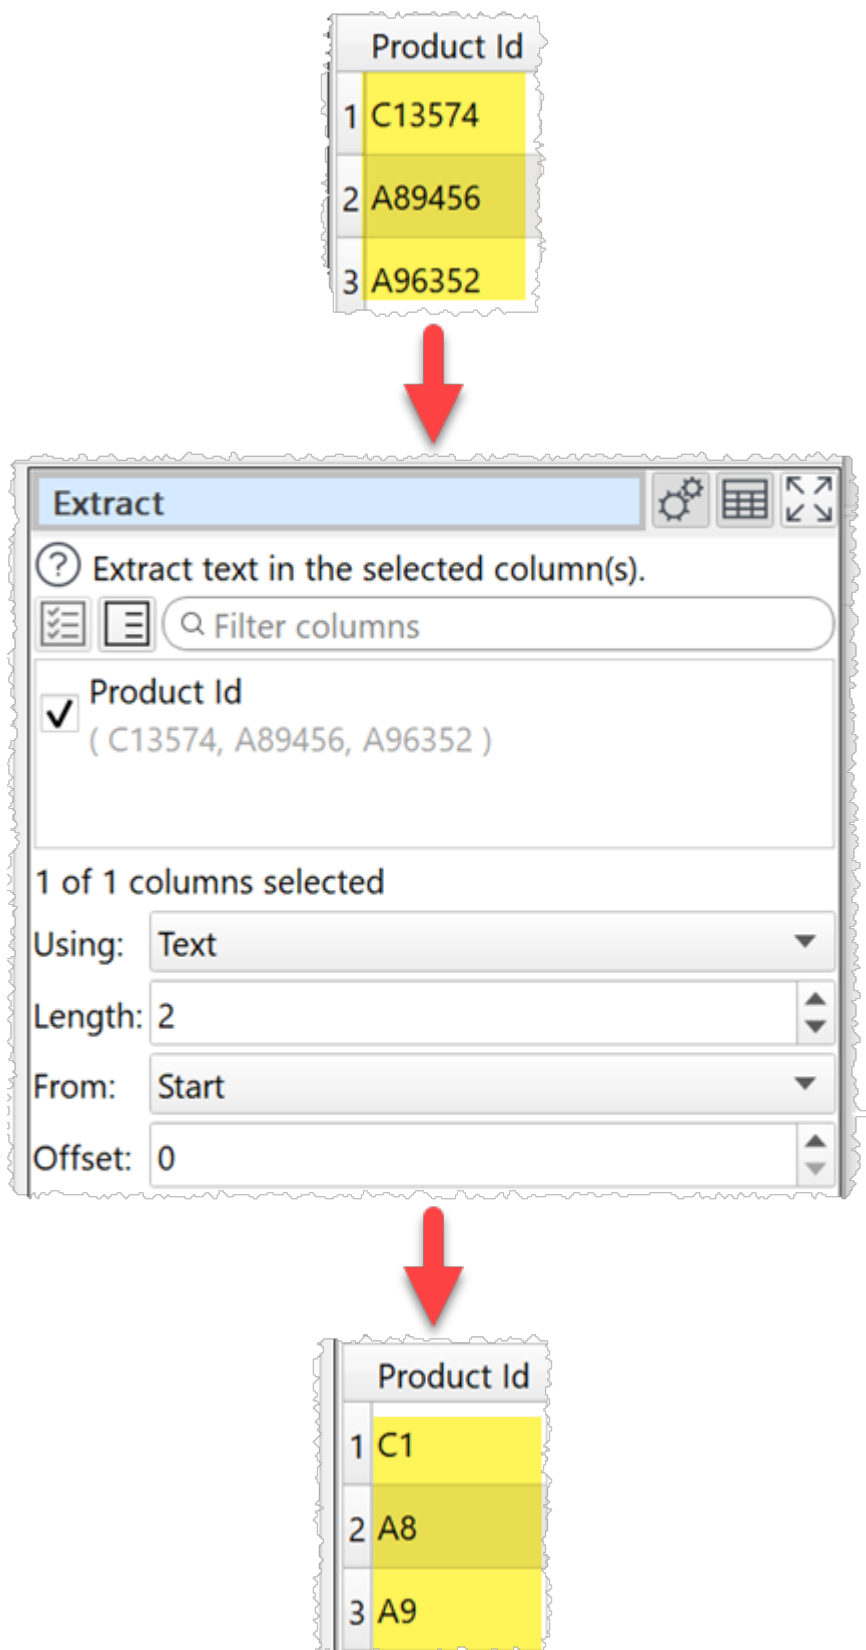 Product Id
1 C13574
2 A89456
3 A96352
Extract
? Extract text in the selected column(s).
Filter columns
Product Id
( C13574, A89456, A96352 )
1 of 1 columns selected
Using: Text
Length: 2
From: Start
Offset: 0
Product Id
1 C1
2 A8
3 A9